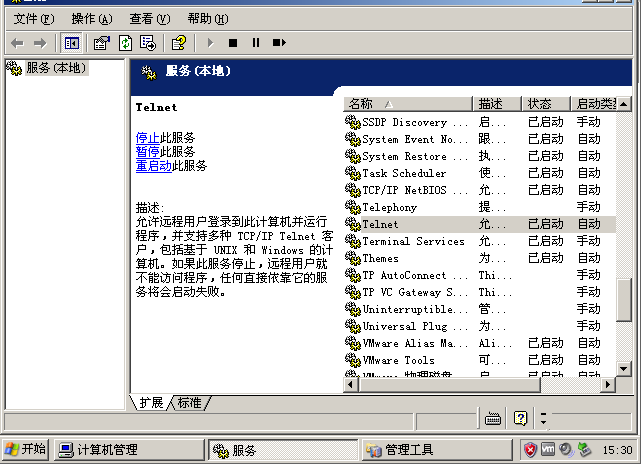 文件(F) 操作(A) 查看(V) 帮助(H)
服务(本地)
服务(本地)
Telnet
停止此服务
暂停此服务
重启动此服务
描述:
允许远程用户登录到此计算机并运行
程序,并支持多种 TCP/IP Telnet 客
户,包括基于 UNIX 和 Windows 的计
算机。如果此服务停止,远程用户就
不能访问程序,任何直接依靠它的服
务将会启动失败。
名称 描述 状态 启动类
SSDP Discovery ... 启... 已启动 手动
System Event No... 跟... 已启动 自动
System Restore ... 执... 已启动 自动
Task Scheduler 使... 已启动 自动
TCP/IP NetBIOS ... 允... 已启动 自动
Telephony 提... 手动
Telnet 允... 已启动 自动
Terminal Services 允... 已启动 手动
Themes 为... 已启动 自动
TP AutoConnect ... Thi... 手动
TP VC Gateway S... Thi... 手动
Uninterruptible... 管... 手动
Universal Plug ... 为... 手动
VMware Alias Ma... Ali... 已启动 自动
VMware Tools 可... 已启动 自动
VMware 物理磁盘... 启... 已启动 自动
扩展 标准
开始 计算机管理 服务 管理工具 15:30